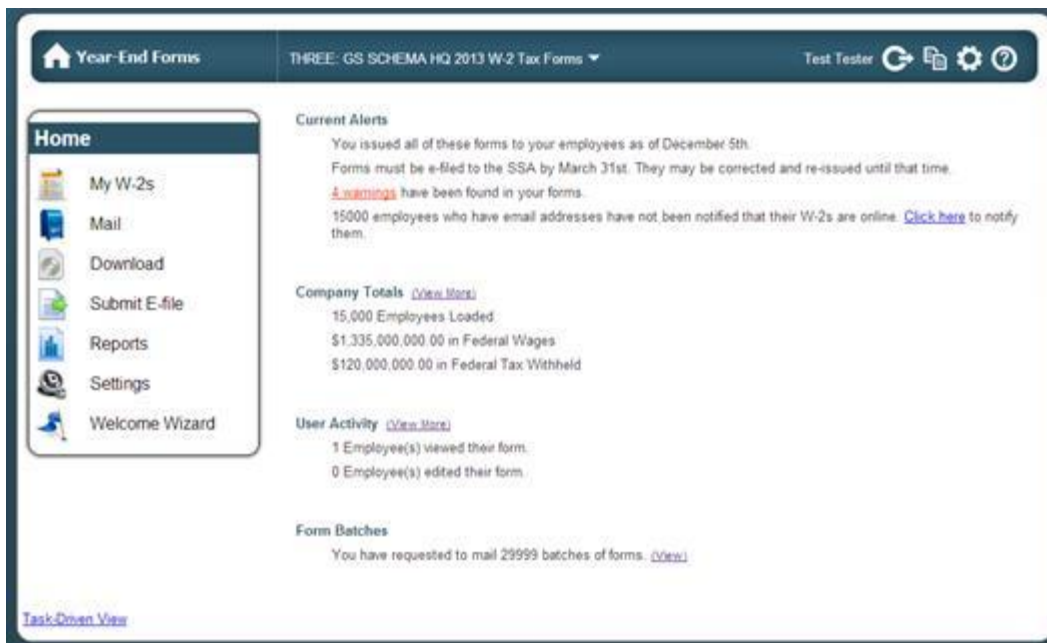 Year-End Forms
THREE: GS SCHEMA HQ 2013 W-2 Tax Forms
Test Tester
Home
My W-2s
Mail
Download
Submit E-file
Reports
Settings
Welcome Wizard
Current Alerts
You issued all of these forms to your employees as of December 5th.
Forms must be e-filed to the SSA by March 31st. They may be corrected and re-issued until that time.
4 warnings have been found in your forms.
15000 employees who have email addresses have not been notified that their W-2s are online. Click here to notify
them.
Company Totals (View More)
15,000 Employees Loaded
$1,335,000,000.00 in Federal Wages
$120,000,000.00 in Federal Tax Withheld
User Activity (View More)
1 Employee(s) viewed their form.
0 Employee(s) edited their form.
Form Batches
You have requested to mail 29999 batches of forms. (View)
Task-Driven View